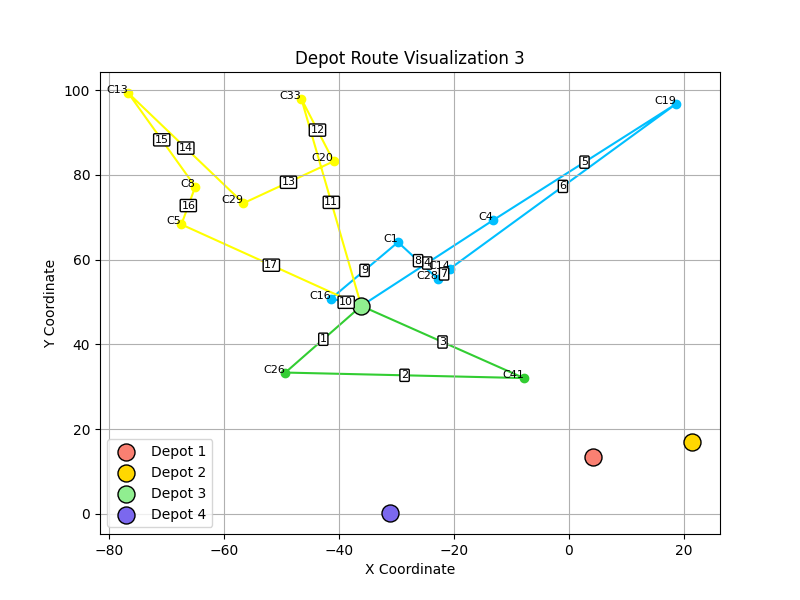 Depot Route Visualization 3
100
80
60
40
20
0
Y Coordinate
−80
−60
−40
−20
0
20
X Coordinate
C13
C33
C19
15
14
12
C20
5
13
6
C8
16
C29
11
C5
C4
17
C1
9
8
4
C14
C28
7
C16
10
1
3
C26
2
C41
Depot 1
Depot 2
Depot 3
Depot 4